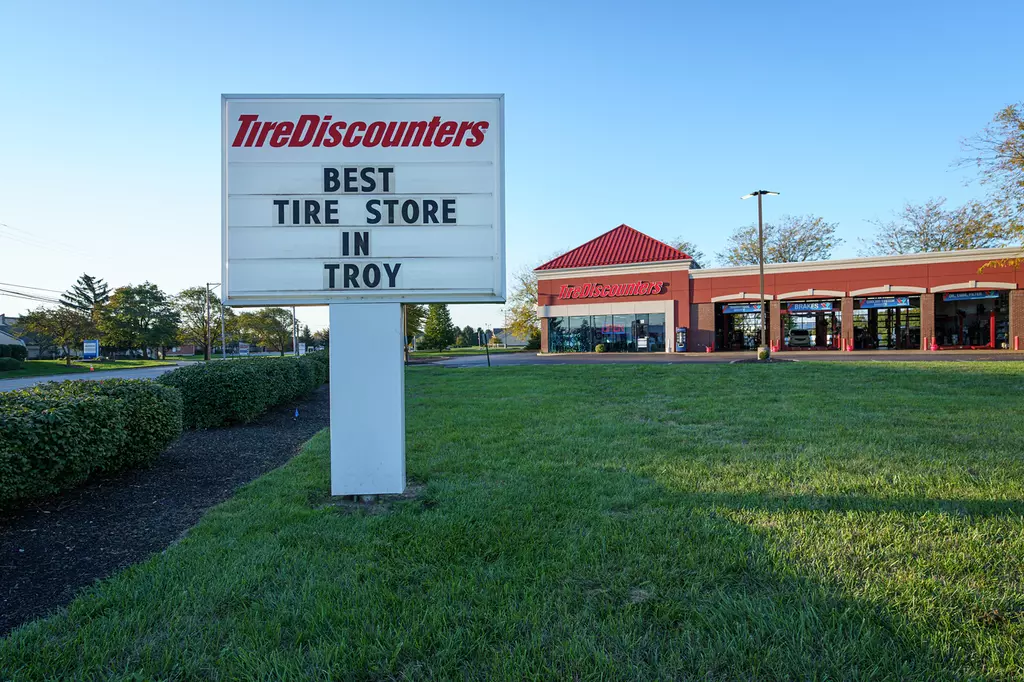 TireDiscounters
BEST
TIRE STORE
IN
TROY
TireDiscounters
BRAKES